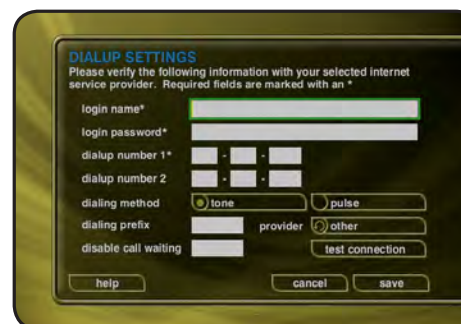 DIALUP SETTINGS
Please verify the following information with your selected internet
service provider. Required fields are marked with an *
login name*
login password*
dialup number 1* - -
dialup number 2 - -
dialing method tone pulse
dialing prefix provider other
disable call waiting test connection
help cancel save